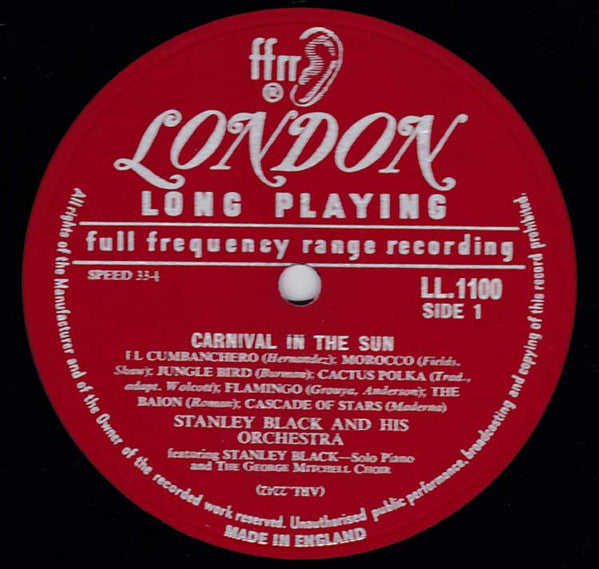 ffrr
®
LONDON
LONG PLAYING
full frequency range recording
SPEED 33-1
LL.1100
SIDE 1
CARNIVAL IN THE SUN
EL CUMBANCHERO (Hernandez); MOROCCO (Fields,
Shaw); JUNGLE BIRD (Burman); CACTUS POLKA (Trad.,
adapt. Wolcott); FLAMINGO (Grouya, Anderson); THE
BAION (Roman); CASCADE OF STARS (Maderna)
STANLEY BLACK AND HIS
ORCHESTRA
featuring STANLEY BLACK—Solo Piano
and THE GEORGE MITCHELL CHOIR
(ARL.2242)
All rights of the Manufacturer and of the Owner of the recorded work reserved. Unauthorised public performance, broadcasting and copying of this record prohibited.
MADE IN ENGLAND